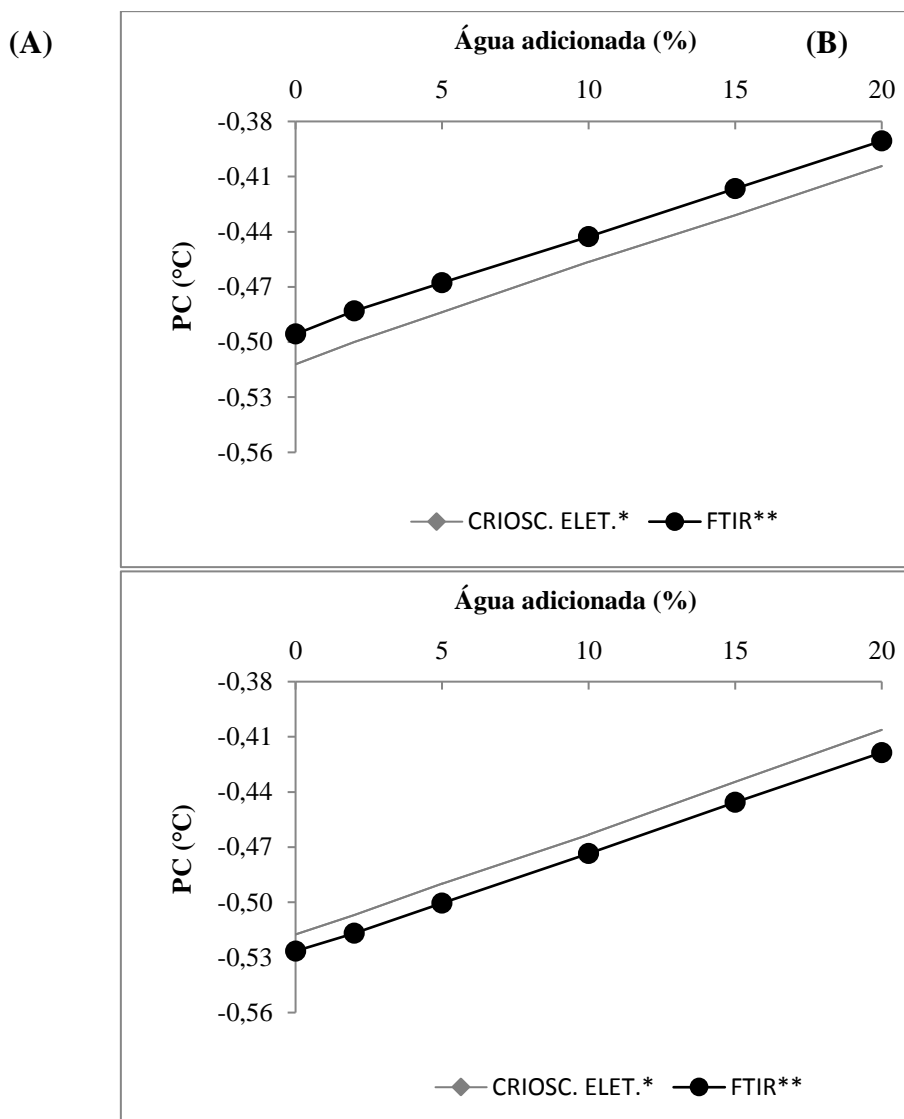 (A)
Água adicionada (%)
(B)
0 5 10 15 20
-0,38
-0,41
-0,44
-0,47
-0,50
-0,53
-0,56
PC (°C)
CRIOSC. ELET.* FTIR**
Água adicionada (%)
0 5 10 15 20
-0,38
-0,41
-0,44
-0,47
-0,50
-0,53
-0,56
PC (°C)
CRIOSC. ELET.* FTIR**